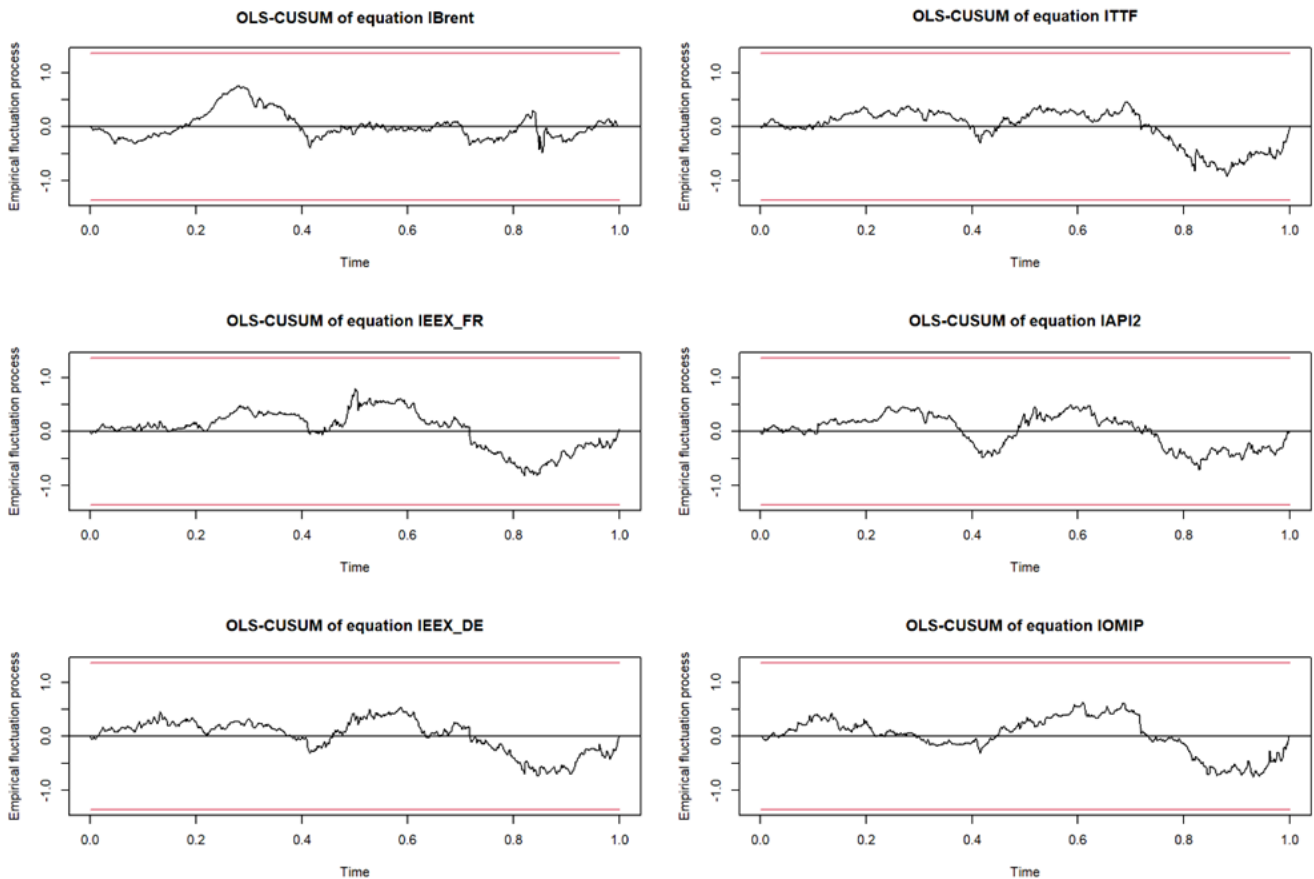 OLS-CUSUM of equation lBrent
Empirical fluctuation process
1.0
0.0
-1.0
0.0 0.2 0.4 0.6 0.8 1.0
Time
OLS-CUSUM of equation lTTF
Empirical fluctuation process
1.0
0.0
-1.0
0.0 0.2 0.4 0.6 0.8 1.0
Time
OLS-CUSUM of equation lEEX_FR
Empirical fluctuation process
1.0
0.0
-1.0
0.0 0.2 0.4 0.6 0.8 1.0
Time
OLS-CUSUM of equation lAPI2
Empirical fluctuation process
1.0
0.0
-1.0
0.0 0.2 0.4 0.6 0.8 1.0
Time
OLS-CUSUM of equation lEEX_DE
Empirical fluctuation process
1.0
0.0
-1.0
0.0 0.2 0.4 0.6 0.8 1.0
Time
OLS-CUSUM of equation lOMIP
Empirical fluctuation process
1.0
0.0
-1.0
0.0 0.2 0.4 0.6 0.8 1.0
Time